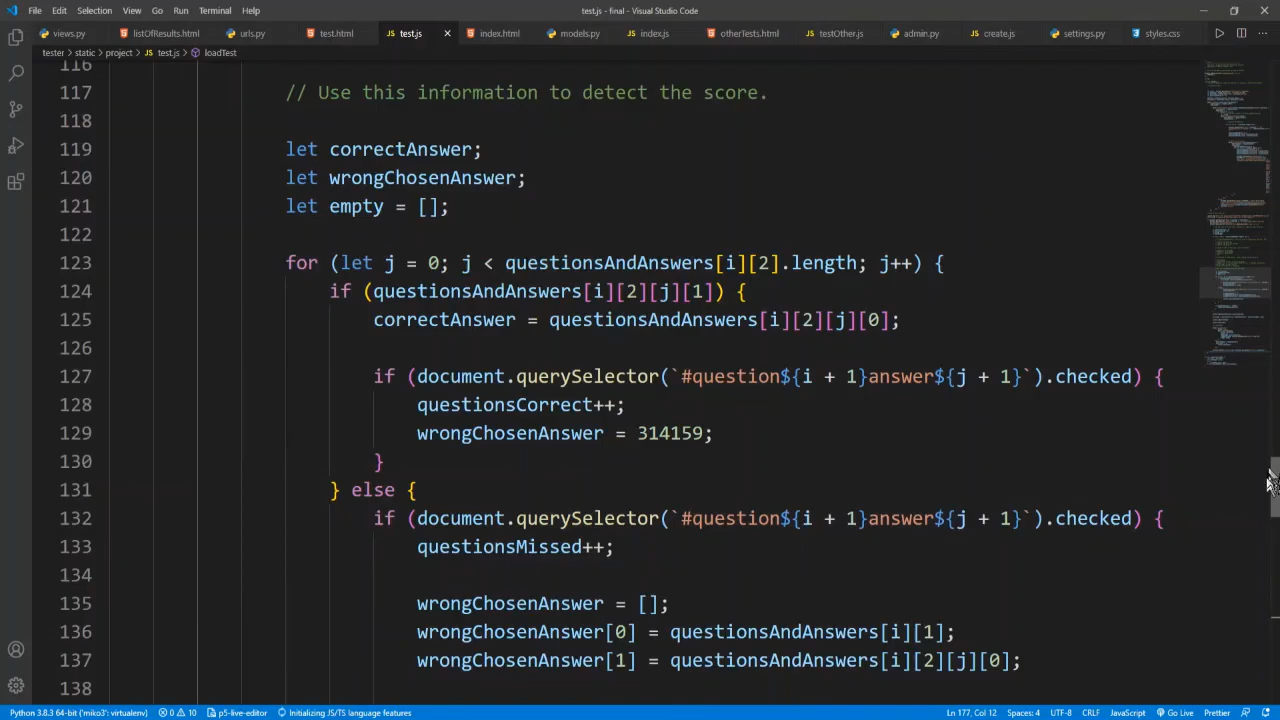 File Edit Selection View Go Run Terminal Help
test.js - final - Visual Studio Code
views.py listOfResults.html urls.py test.html test.js index.html models.py index.js otherTests.html testOther.js admin.py create.js settings.py styles.css
tester static project test.js loadTest
116
117 // Use this information to detect the score.
118
119 let correctAnswer;
120 let wrongChosenAnswer;
121 let empty = [];
122
123 for (let j = 0; j < questionsAndAnswers[i][2].length; j++) {
124 if (questionsAndAnswers[i][2][j][1]) {
125 correctAnswer = questionsAndAnswers[i][2][j][0];
126
127 if (document.querySelector(`#question${i + 1}answer${j + 1}`).checked) {
128 questionsCorrect++;
129 wrongChosenAnswer = 314159;
130 }
131 } else {
132 if (document.querySelector(`#question${i + 1}answer${j + 1}`).checked) {
133 questionsMissed++;
134
135 wrongChosenAnswer = [];
136 wrongChosenAnswer[0] = questionsAndAnswers[i][1];
137 wrongChosenAnswer[1] = questionsAndAnswers[i][2][j][0];
138
Python 3.8.3 64-bit ('miko3': virtualenv) 0 10 p5-live-editor Initializing JS/TS language features Ln 177, Col 12 Spaces: 4 UTF-8 CRLF JavaScript Go Live Prettier